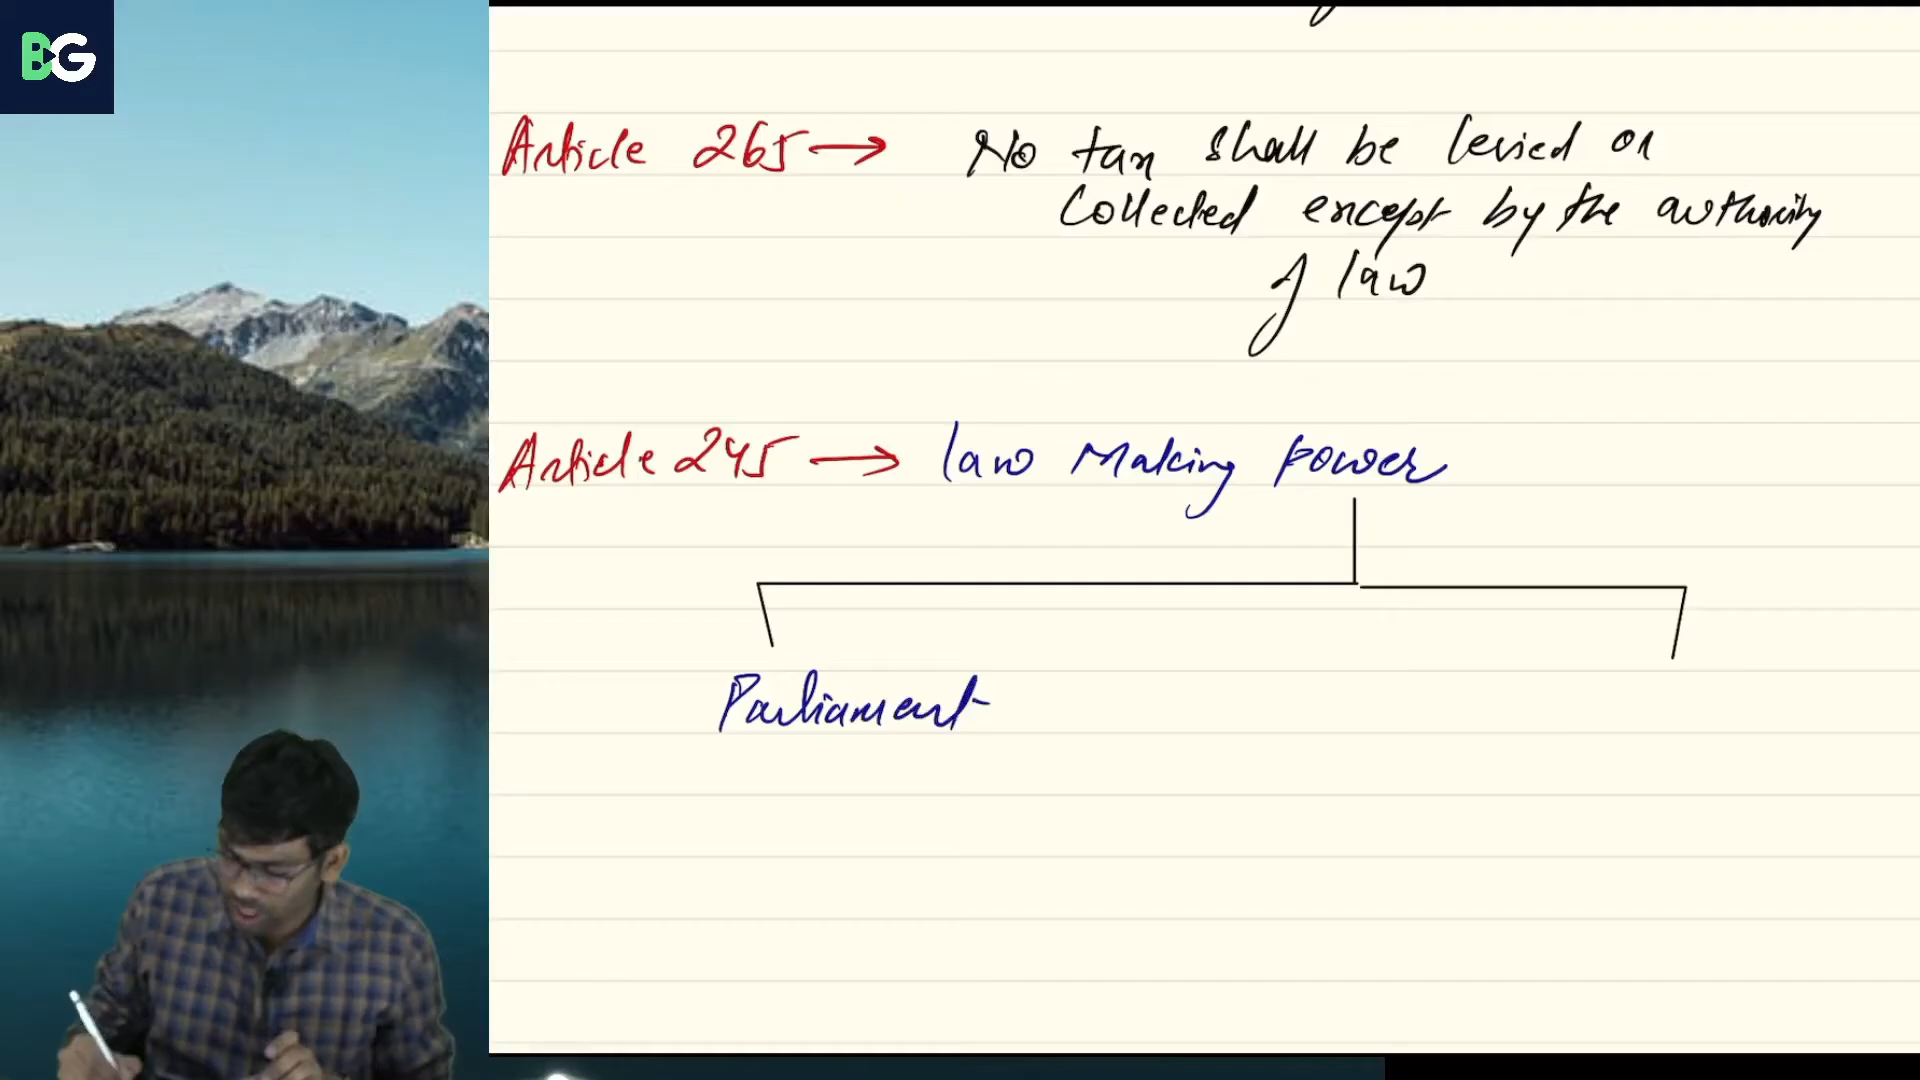 BG
Article 265 → No tax shall be levied or
collected except by the authority
of law
Article 245 → law Making power
Parliament